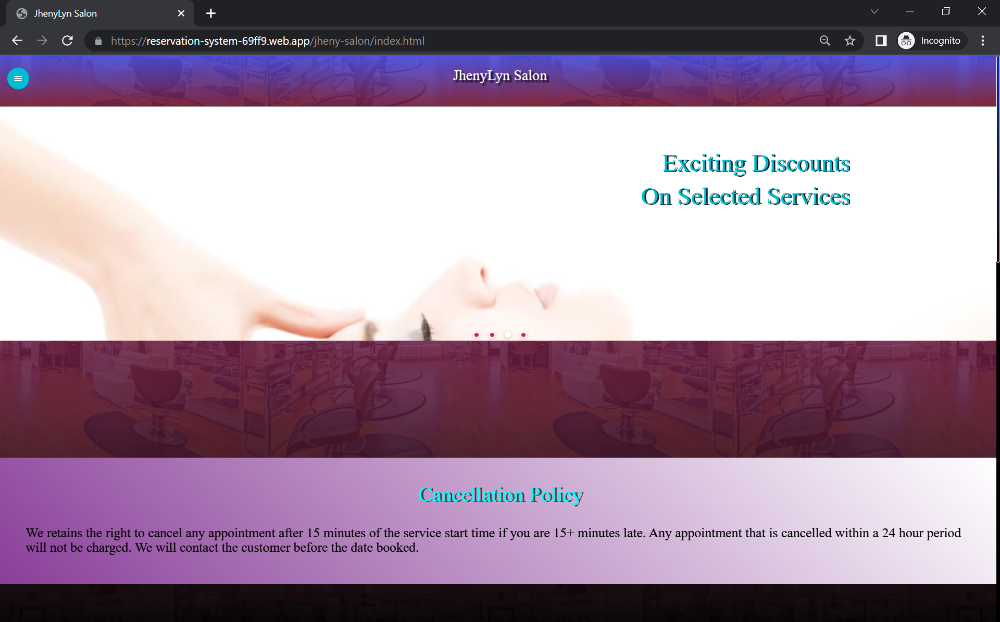 JhenyLyn Salon
https://reservation-system-69ff9.web.app/jheny-salon/index.html
Incognito
JhenyLyn Salon
Exciting Discounts
On Selected Services
Cancellation Policy
We retains the right to cancel any appointment after 15 minutes of the service start time if you are 15+ minutes late. Any appointment that is cancelled within a 24 hour period
will not be charged. We will contact the customer before the date booked.